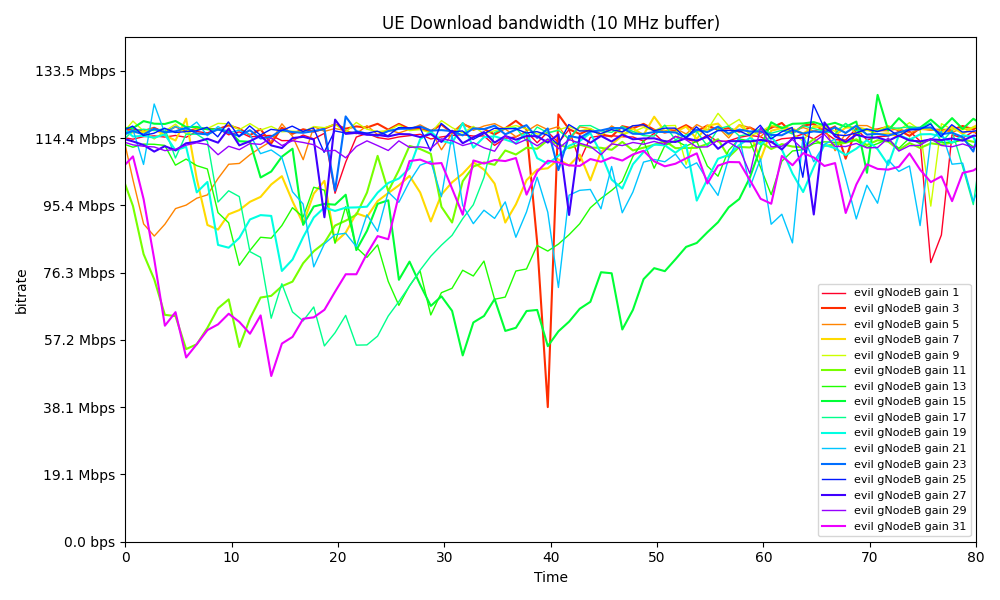 UE Download bandwidth (10 MHz buffer)
133.5 Mbps
114.4 Mbps
95.4 Mbps
76.3 Mbps
57.2 Mbps
38.1 Mbps
19.1 Mbps
0.0 bps
bitrate
0 10 20 30 40 50 60 70 80
Time
evil gNodeB gain 1
evil gNodeB gain 3
evil gNodeB gain 5
evil gNodeB gain 7
evil gNodeB gain 9
evil gNodeB gain 11
evil gNodeB gain 13
evil gNodeB gain 15
evil gNodeB gain 17
evil gNodeB gain 19
evil gNodeB gain 21
evil gNodeB gain 23
evil gNodeB gain 25
evil gNodeB gain 27
evil gNodeB gain 29
evil gNodeB gain 31